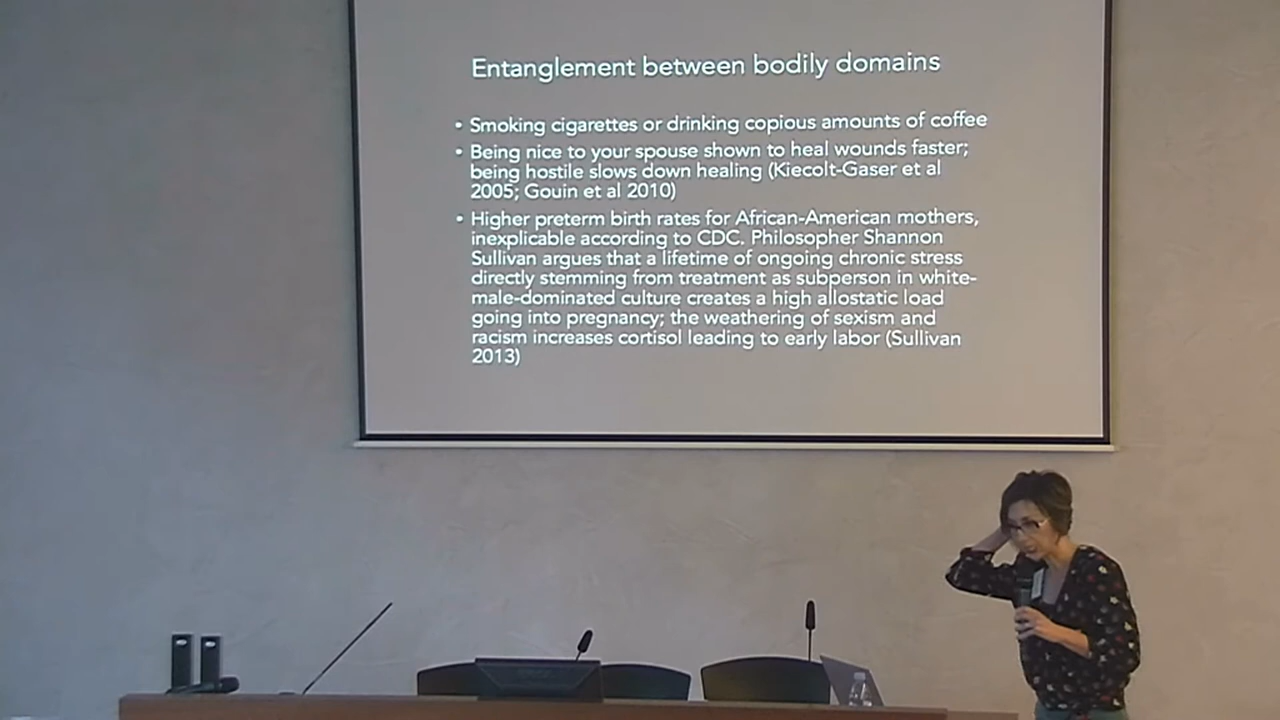 Entanglement between bodily domains
• Smoking cigarettes or drinking copious amounts of coffee
• Being nice to your spouse shown to heal wounds faster;
being hostile slows down healing (Kiecolt-Gaser et al
2005; Gouin et al 2010)
• Higher preterm birth rates for African-American mothers,
inexplicable according to CDC. Philosopher Shannon
Sullivan argues that a lifetime of ongoing chronic stress
directly stemming from treatment as subperson in white-
male-dominated culture creates a high allostatic load
going into pregnancy; the weathering of sexism and
racism increases cortisol leading to early labor (Sullivan
2013)